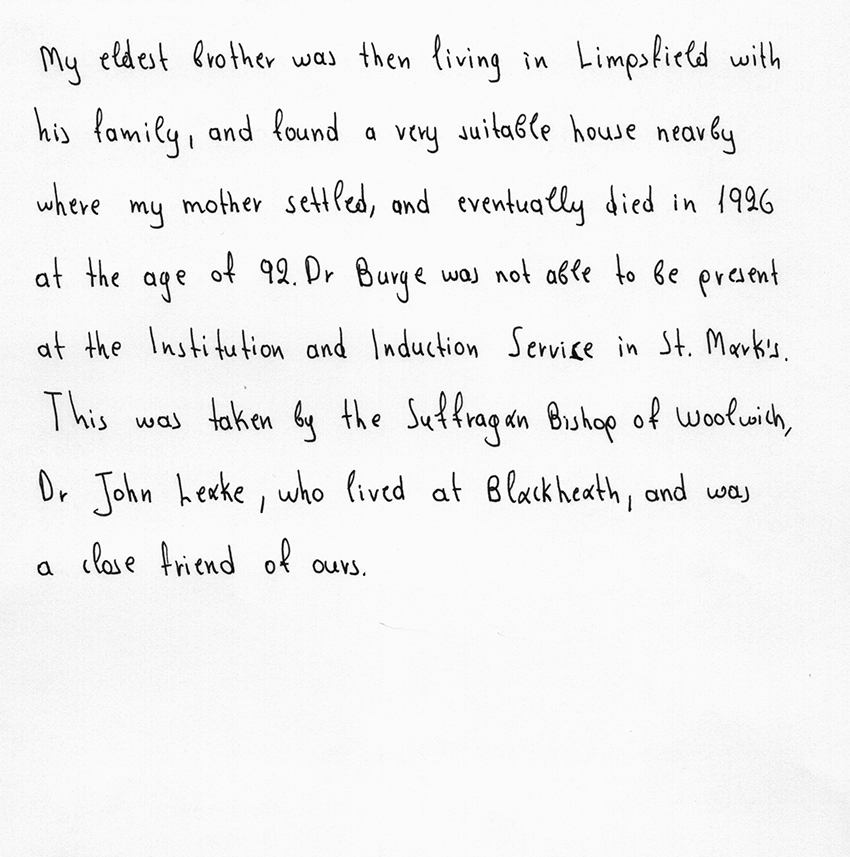 My eldest brother was then living in Limpsfield with
his family, and found a very suitable house nearby
where my mother settled, and eventually died in 1926
at the age of 92. Dr Burge was not able to be present
at the Institution and Induction Service in St. Mark's.
This was taken by the Suffragan Bishop of Woolwich,
Dr John Leake, who lived at Blackheath, and was
a close friend of ours.